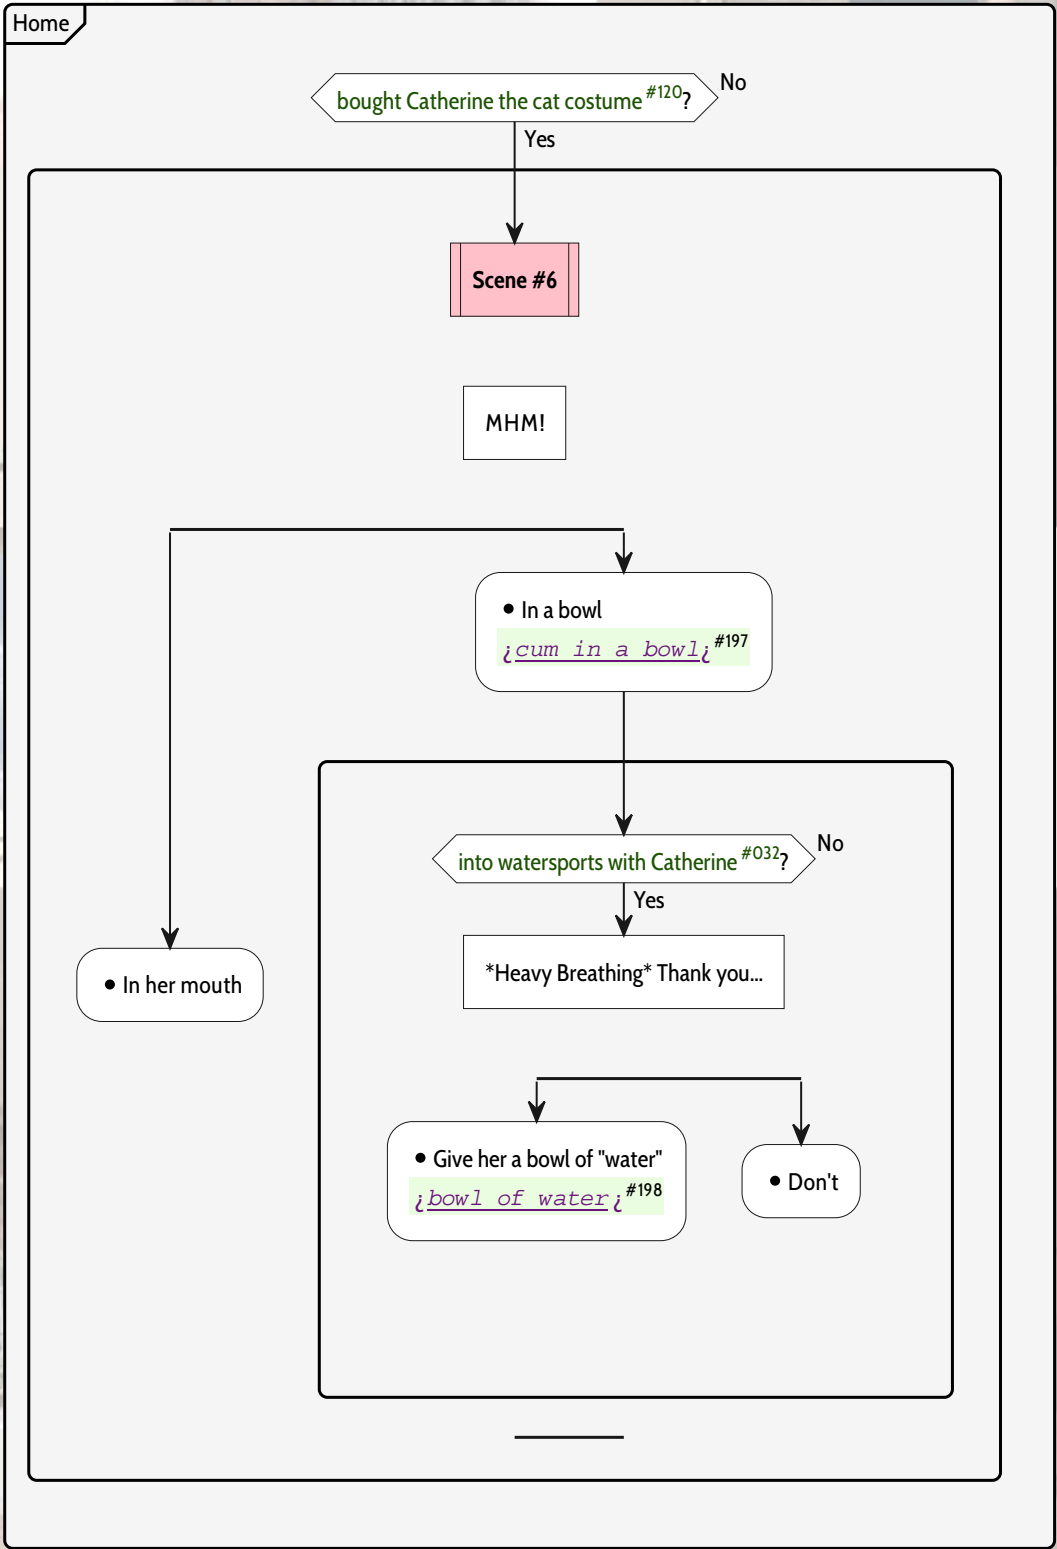 Home
bought Catherine the cat costume #120?
No
Yes
Scene #6
MHM!
• In a bowl
¿cum in a bowl¿ #197
into watersports with Catherine #032?
No
Yes
*Heavy Breathing* Thank you...
• In her mouth
• Give her a bowl of "water"
¿bowl of water¿ #198
• Don't